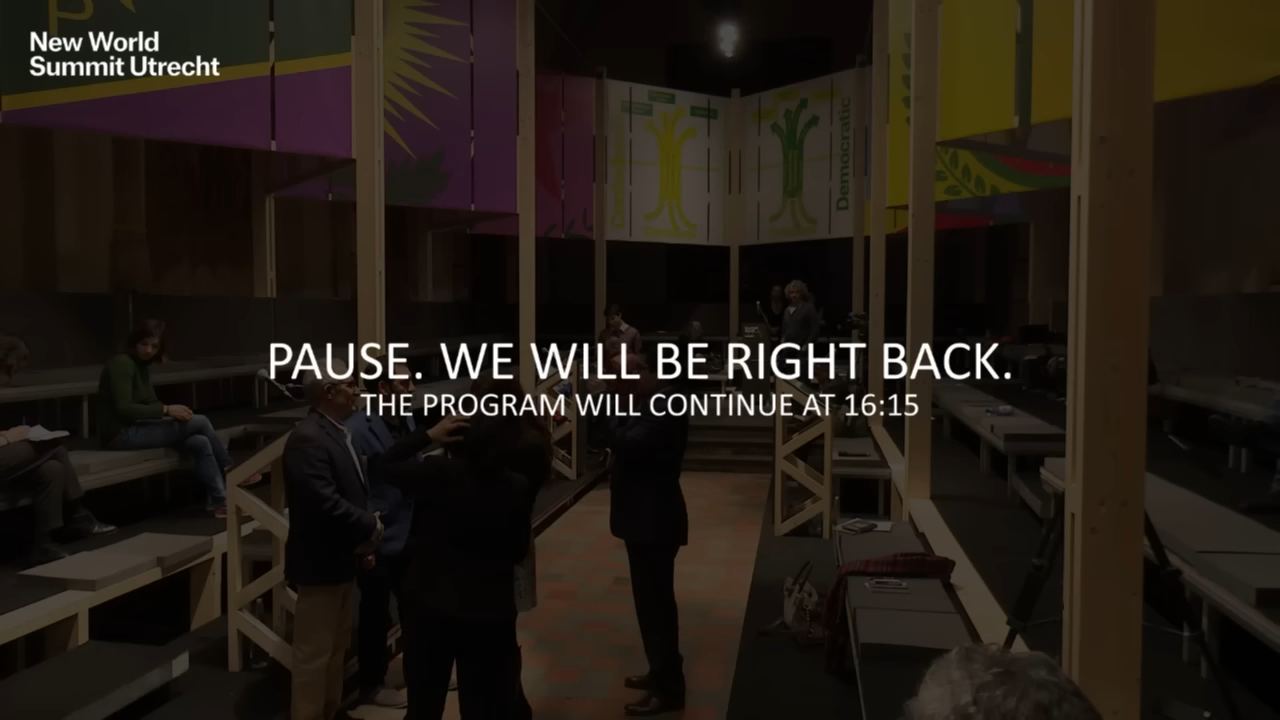 New World
Summit Utrecht
Democratic
PAUSE. WE WILL BE RIGHT BACK.
THE PROGRAM WILL CONTINUE AT 16:15